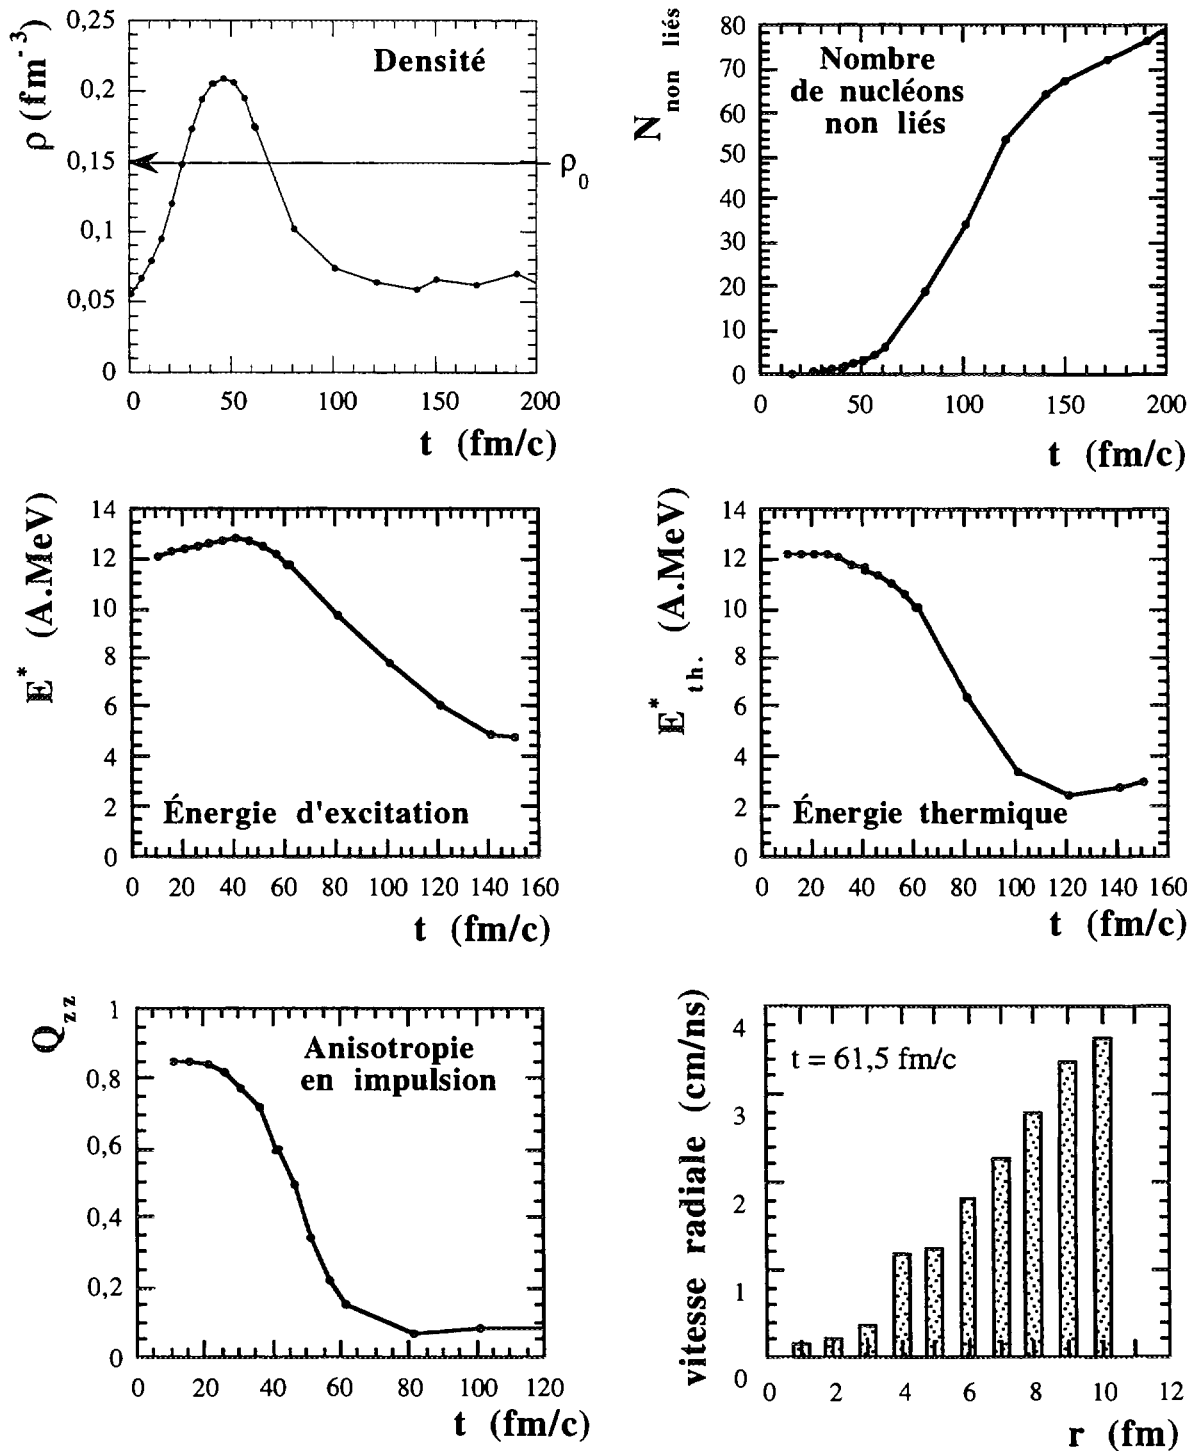 ρ (fm⁻³)
0,25
0,2
0,15
0,1
0,05
0
Densité
ρ₀
0 50 100 150 200
t (fm/c)
N non liés
80
70
60
50
40
30
20
10
0
Nombre
de nucléons
non liés
0 50 100 150 200
t (fm/c)
E* (A.MeV)
14
12
10
8
6
4
2
0
Énergie d'excitation
0 20 40 60 80 100 120 140 160
t (fm/c)
E* th. (A.MeV)
14
12
10
8
6
4
2
0
Énergie thermique
0 20 40 60 80 100 120 140 160
t (fm/c)
Q zz
1
0,8
0,6
0,4
0,2
0
Anisotropie
en impulsion
0 20 40 60 80 100 120
t (fm/c)
vitesse radiale (cm/ns)
4
3
2
1
0
t = 61,5 fm/c
0 2 4 6 8 10 12
r (fm)